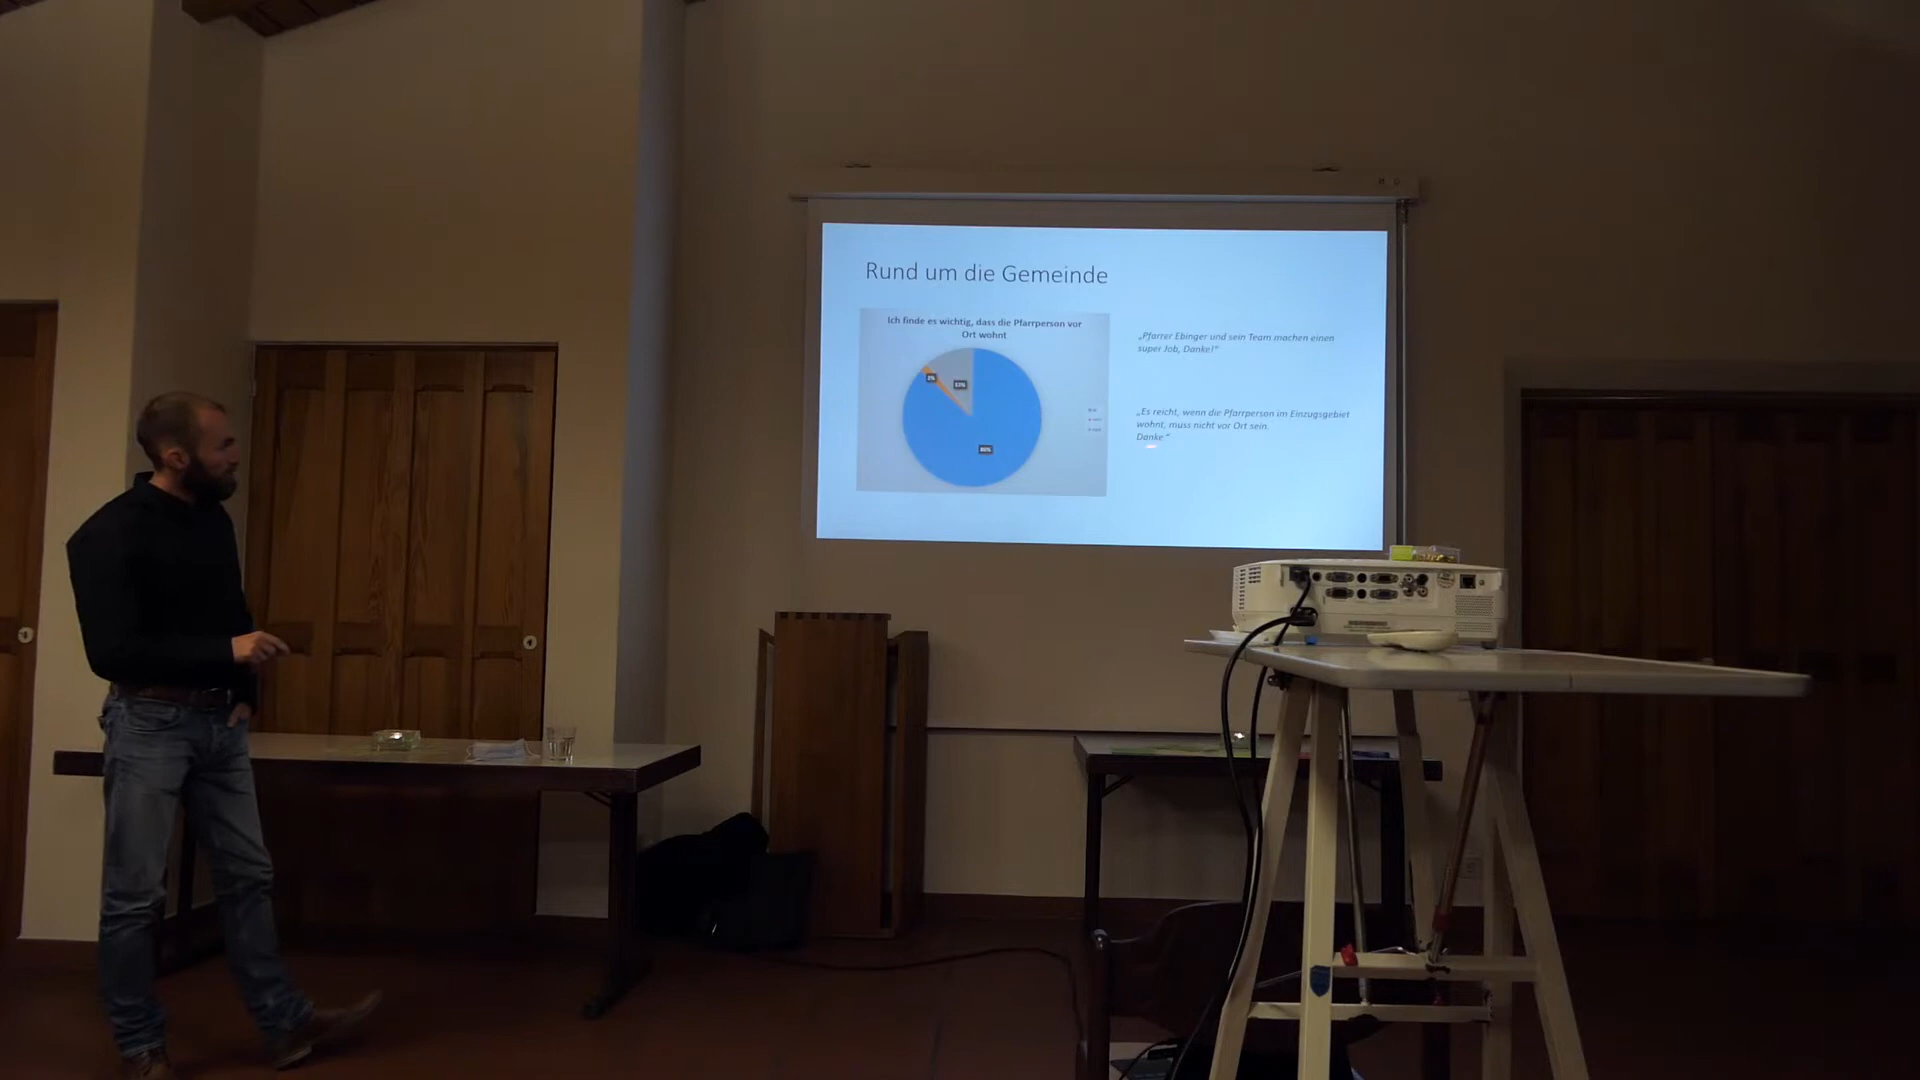 Rund um die Gemeinde
Ich finde es wichtig, dass die Pfarrperson vor
Ort wohnt
2%
„Pfarrer Ebinger und sein Team machen einen
super Job, Danke!“
„Es reicht, wenn die Pfarrperson im Einzugsgebiet
wohnt, muss nicht vor Ort sein.
Danke “